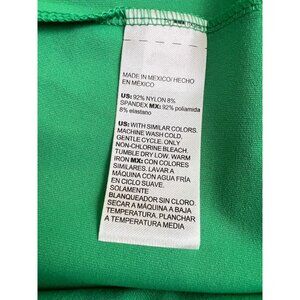 MADE IN MEXICO/ HECHO
EN MÉXICO
US: 92% NYLON 8%
SPANDEX MX: 92% poliamida
8% elastano
US: WITH SIMILAR COLORS.
MACHINE WASH COLD.
GENTLE CYCLE. ONLY
NON-CHLORINE BLEACH.
TUMBLE DRY LOW. WARM
IRON MX: CON COLORES
SIMILARES. LAVAR A
MAQUINA CON AGUA FRÍA
EN CICLO SUAVE.
SOLAMENTE
BLANQUEADOR SIN CLORO.
SECAR A MÁQUINA A BAJA
TEMPERATURA. PLANCHAR
A TEMPERATURA MEDIA